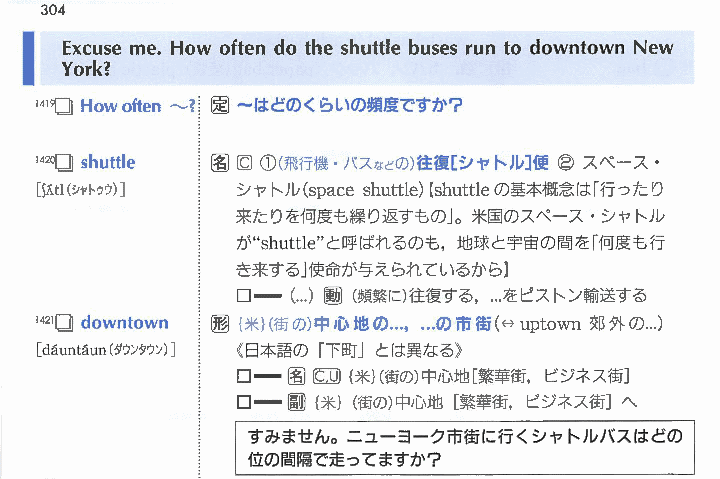 304
Excuse me. How often do the shuttle buses run to downtown New
York?
1419 How often ～? 定 ～はどのくらいの頻度ですか?
1420 shuttle 名 C ①(飛行機・バスなどの)往復[シャトル]便 ② スペース・
[ʃʌ́tl(シャトゥウ)] シャトル(space shuttle)【shuttleの基本概念は「行ったり
来たりを何度も繰り返すもの」。米国のスペース・シャトル
が“shuttle”と呼ばれるのも，地球と宇宙の間を「何度も行
き来する」使命が与えられているから】
□━ (...) 動 (頻繁に)往復する，...をピストン輸送する
1421 downtown 形 {米}(街の)中心地の...，...の市街(⇔ uptown 郊外の...)
[dáuntáun(ダウンタウン)] 《日本語の「下町」とは異なる》
□━ 名 C,U {米}(街の)中心地[繁華街，ビジネス街]
□━ 副 {米} (街の)中心地 [繁華街，ビジネス街] へ
すみません。ニューヨーク市街に行くシャトルバスはどの
位の間隔で走ってますか?